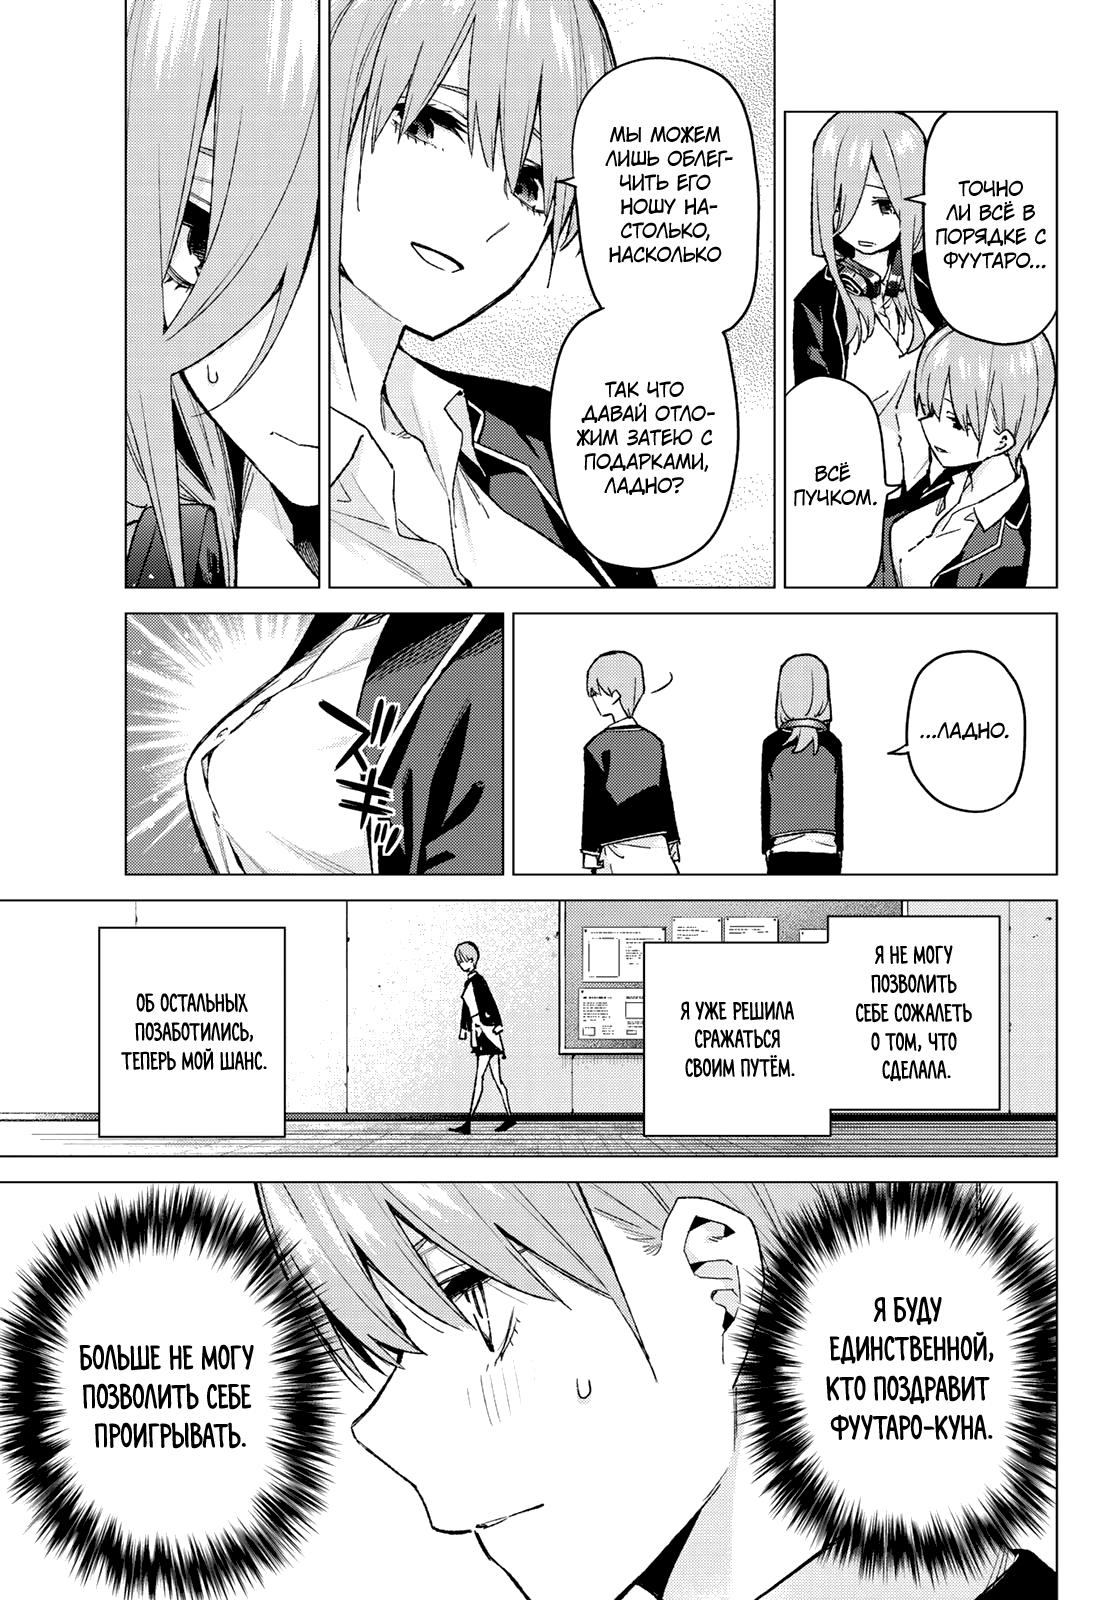 ТОЧНО
ЛИ ВСЁ В
ПОРЯДКЕ С
ФУУТАРО...
ВСЁ
ПУЧКОМ.
МЫ МОЖЕМ
ЛИШЬ ОБЛЕГ-
ЧИТЬ ЕГО
НОШУ НА-
СТОЛЬКО,
НАСКОЛЬКО
ТАК ЧТО
ДАВАЙ ОТЛО-
ЖИМ ЗАТЕЮ С
ПОДАРКАМИ,
ЛАДНО?
...ЛАДНО.
ズキ
Я НЕ МОГУ
ПОЗВОЛИТЬ
СЕБЕ СОЖАЛЕТЬ
О ТОМ, ЧТО
СДЕЛАЛА.
Я УЖЕ РЕШИЛА
СРАЖАТЬСЯ
СВОИМ ПУТЁМ.
ОБ ОСТАЛЬНЫХ
ПОЗАБОТИЛИСЬ,
ТЕПЕРЬ МОЙ ШАНС.
Я БУДУ
ЕДИНСТВЕННОЙ,
КТО ПОЗДРАВИТ
ФУУТАРО-КУНА.
БОЛЬШЕ НЕ МОГУ
ПОЗВОЛИТЬ СЕБЕ
ПРОИГРЫВАТЬ.